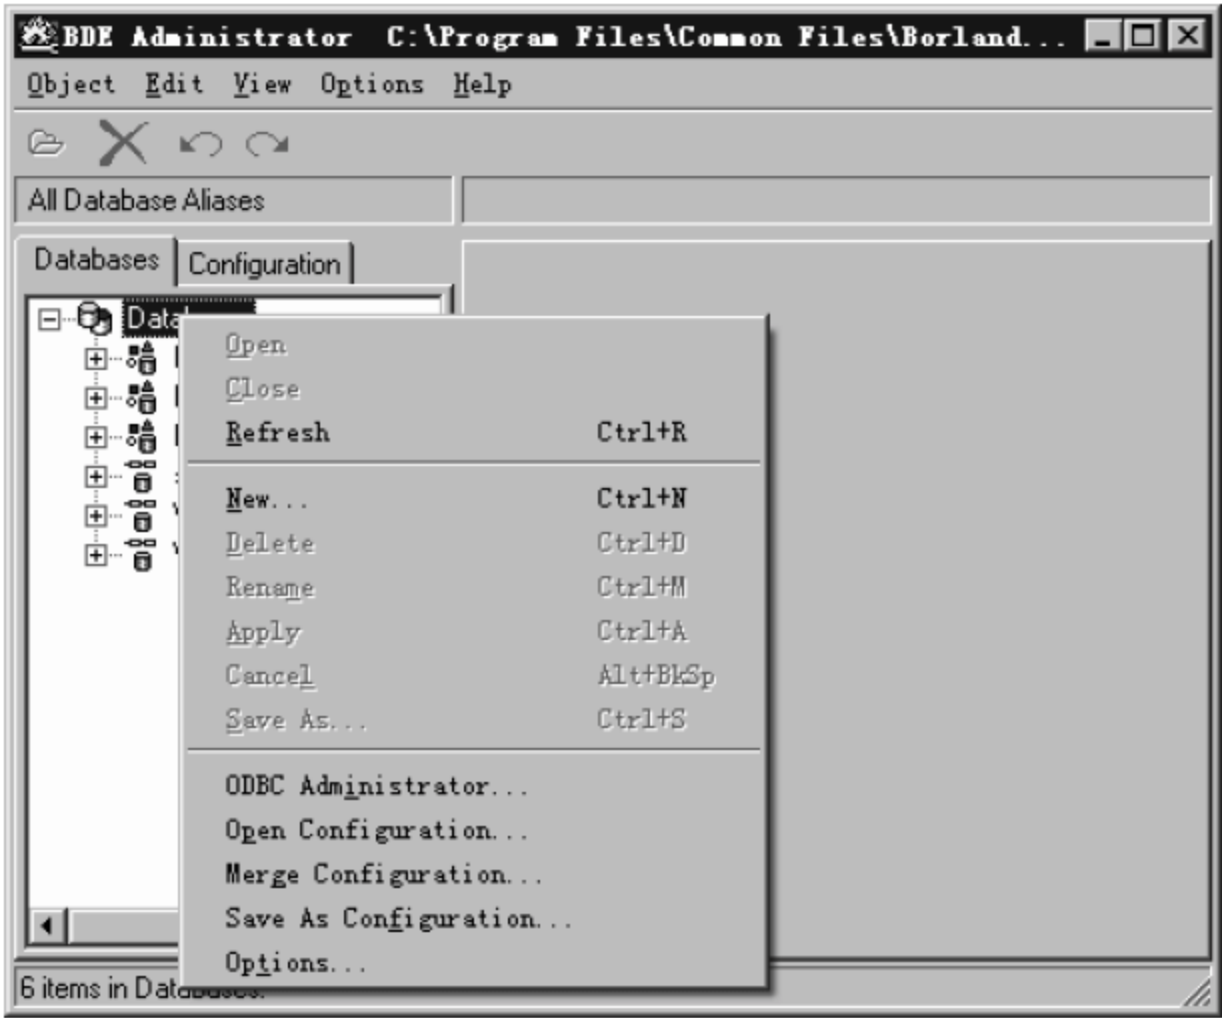 BDE Administrator C:\Program Files\Common Files\Borland...
Object Edit View Options Help
All Database Aliases
Databases Configuration
Open
Close
Refresh Ctrl+R
New... Ctrl+N
Delete Ctrl+D
Rename Ctrl+M
Apply Ctrl+A
Cancel Alt+BkSp
Save As... Ctrl+S
ODBC Administrator...
Open Configuration...
Merge Configuration...
Save As Configuration...
Options...
6 items in Databases.